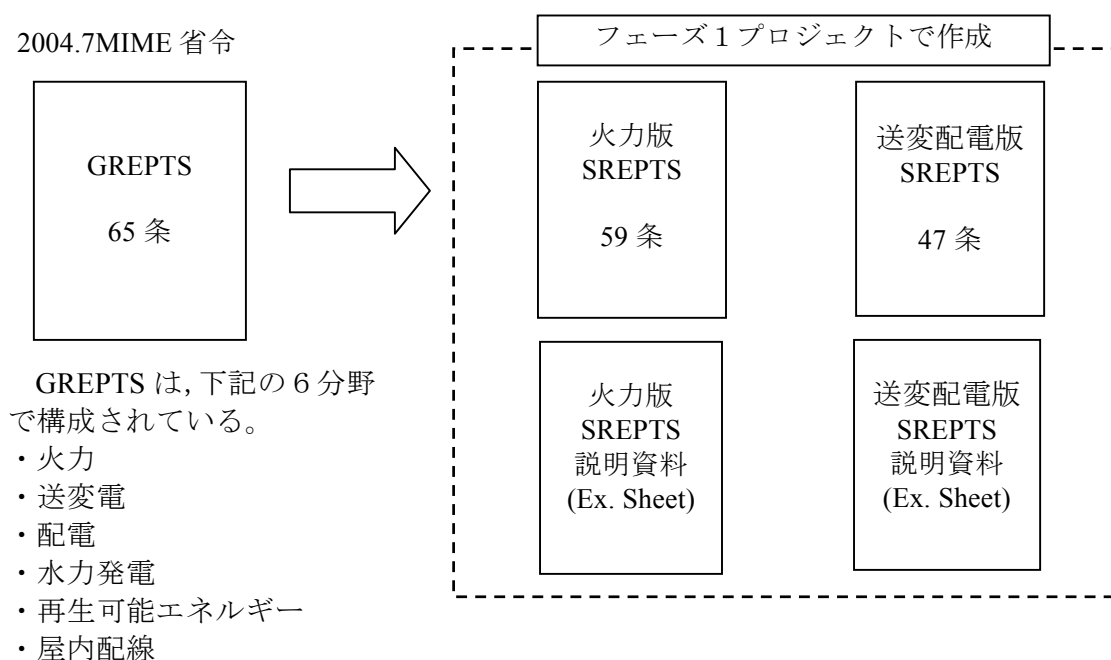 2004.7MIME 省令
GREPTS
65 条
GREPTS は，下記の６分野
で構成されている。
・火力
・送変電
・配電
・水力発電
・再生可能エネルギー
・屋内配線
フェーズ１プロジェクトで作成
火力版
SREPTS
59 条
送変配電版
SREPTS
47 条
火力版
SREPTS
説明資料
(Ex. Sheet)
送変配電版
SREPTS
説明資料
(Ex. Sheet)